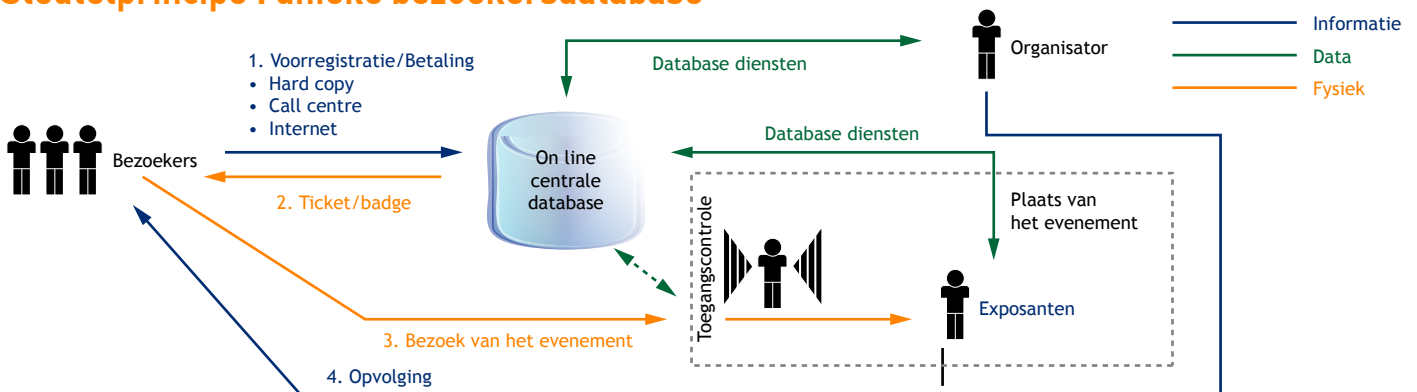 1. Voorregistratie/Betaling
• Hard copy
• Call centre
• Internet
Database diensten
Organisator
Informatie
Data
Fysiek
Bezoekers
On line
centrale
database
Database diensten
2. Ticket/badge
Toegangscontrole
Plaats van
het evenement
Exposanten
3. Bezoek van het evenement
4. Opvolging